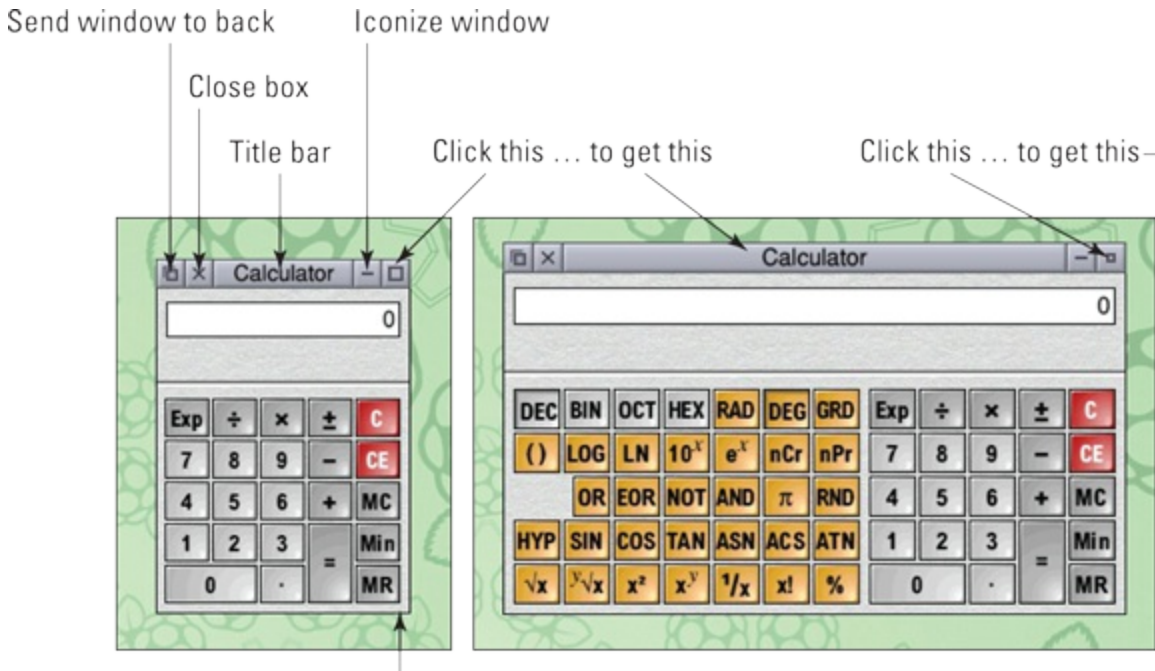 Send window to back
Iconize window
Close box
Title bar
Click this ... to get this
Click this ... to get this
Calculator
0
Exp ÷ × ± C
7 8 9 − CE
4 5 6 + MC
1 2 3 = Min
0 · MR
Calculator
0
DEC BIN OCT HEX RAD DEG GRD Exp ÷ × ± C
() LOG LN 10ˣ eˣ nCr nPr 7 8 9 − CE
OR EOR NOT AND π RND 4 5 6 + MC
HYP SIN COS TAN ASN ACS ATN 1 2 3 = Min
√x ʸ√x x² xʸ ¹/x x! % 0 · MR